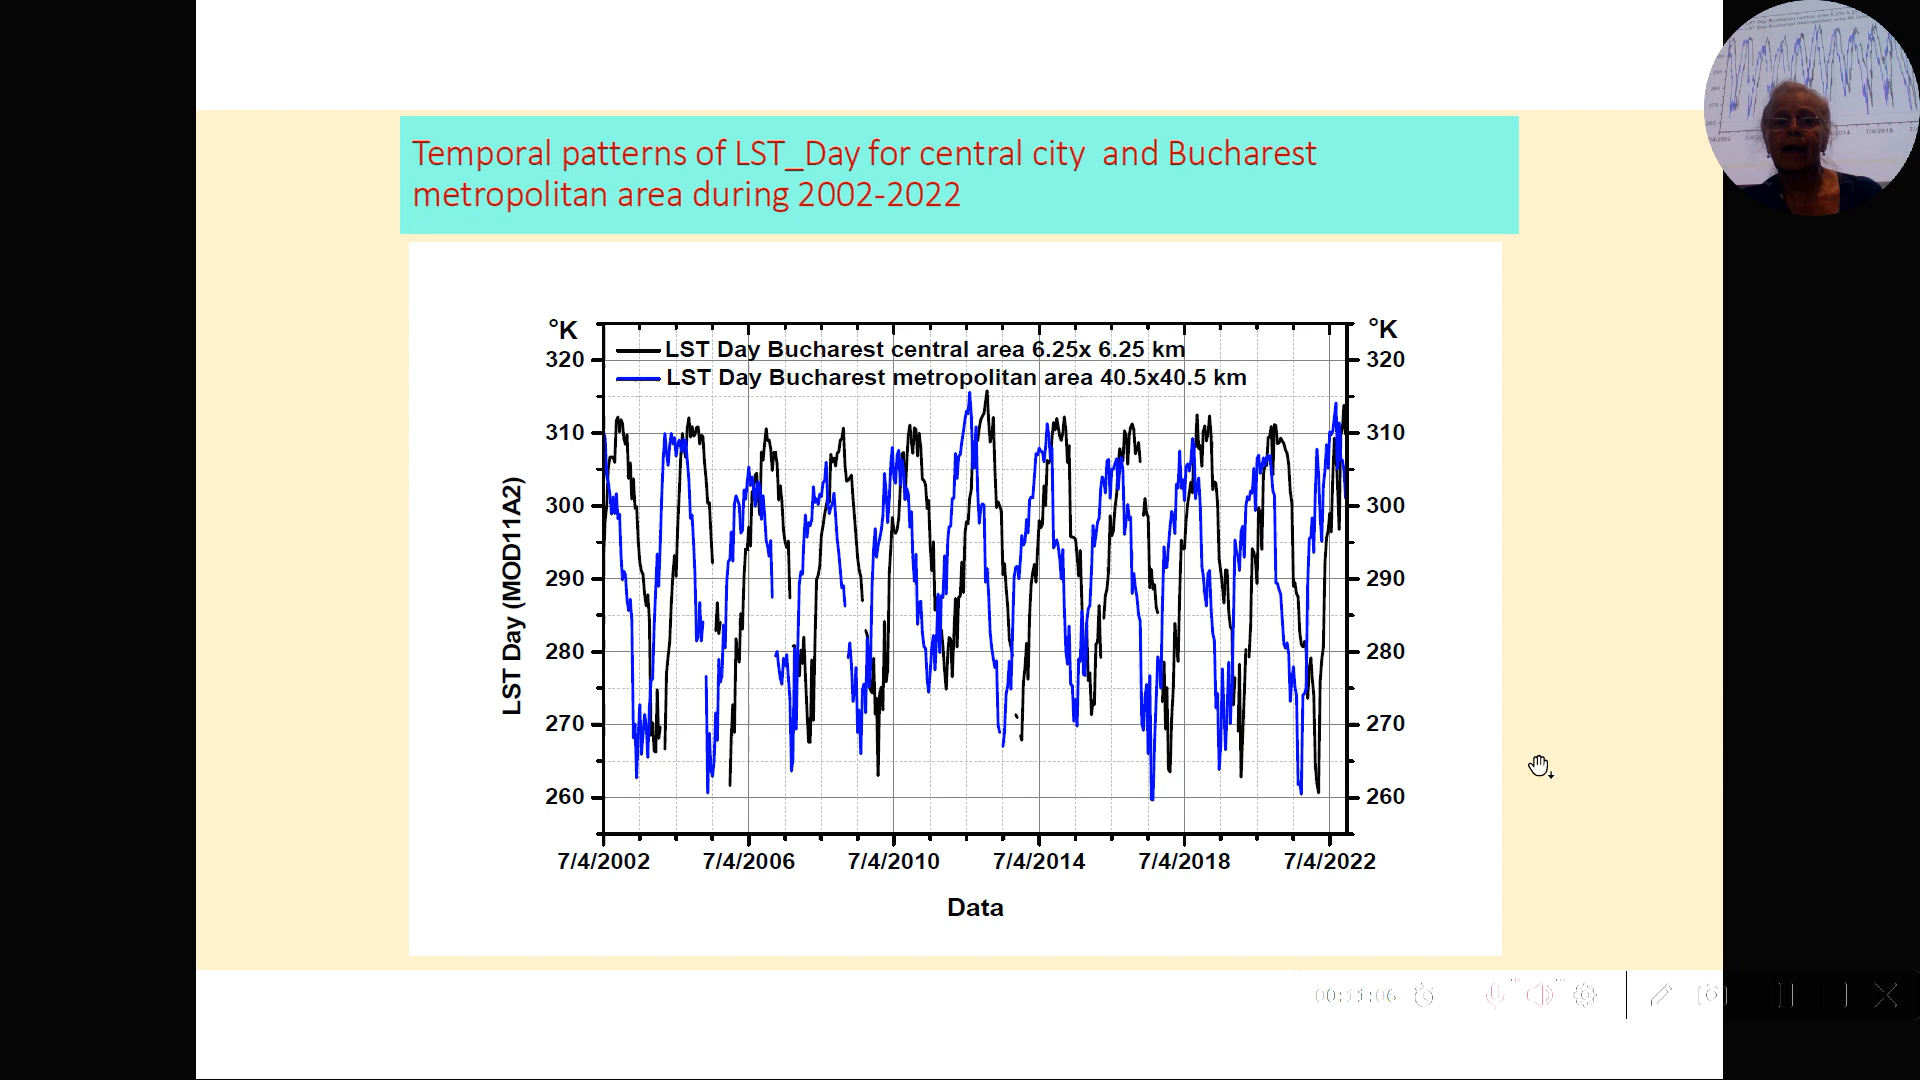 Temporal patterns of LST_Day for central city and Bucharest
metropolitan area during 2002-2022
°K
°K
LST Day Bucharest central area 6.25x 6.25 km
LST Day Bucharest metropolitan area 40.5x40.5 km
320
310
300
290
280
270
260
320
310
300
290
280
270
260
LST Day (MOD11A2)
7/4/2002 7/4/2006 7/4/2010 7/4/2014 7/4/2018 7/4/2022
Data
00:11:06